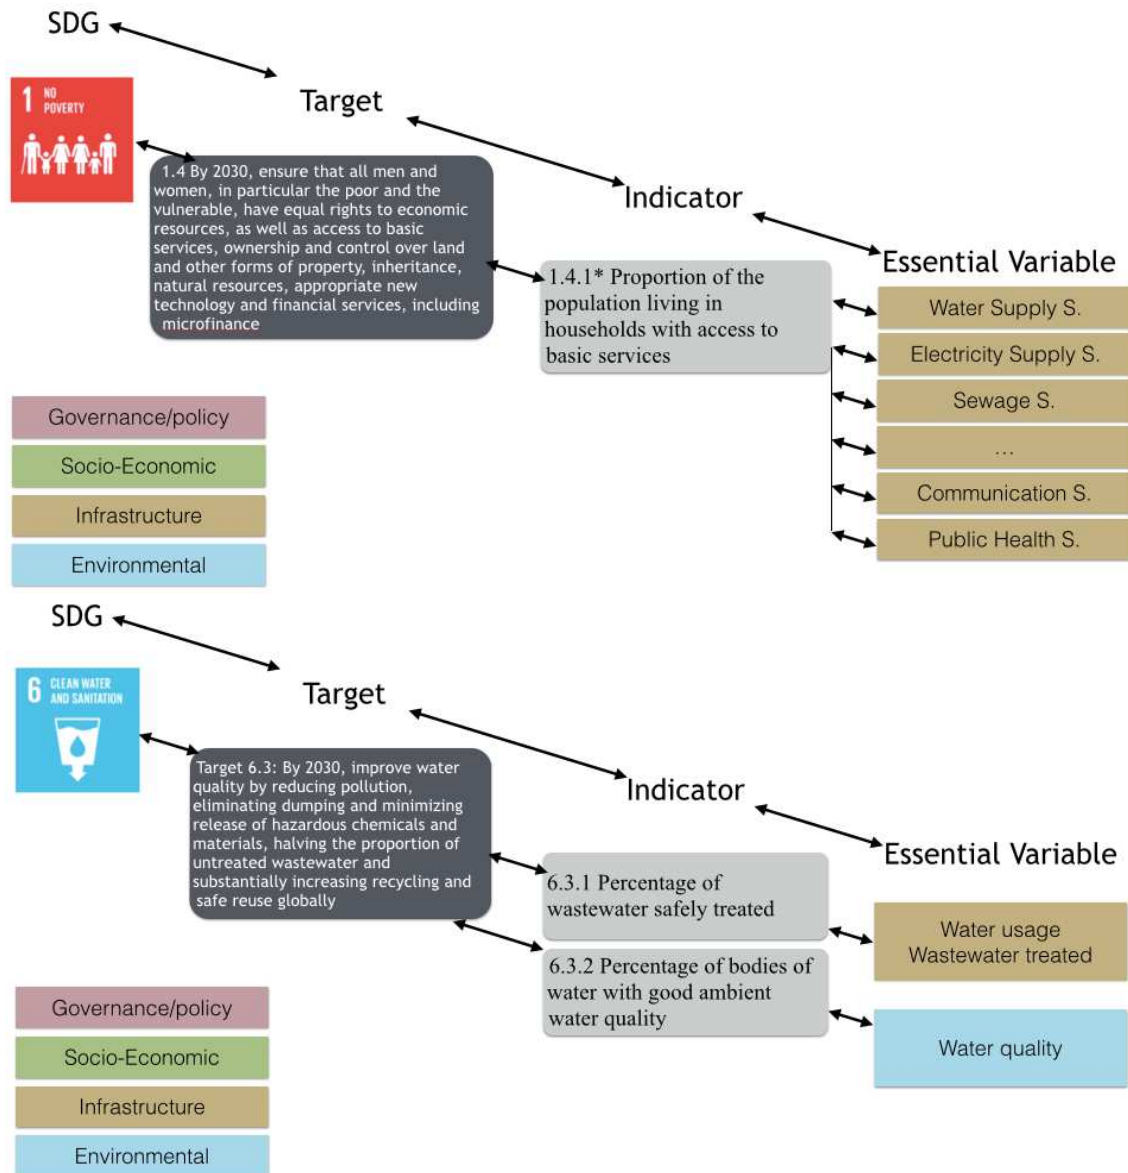 SDG
1 NO
POVERTY
Target
1.4 By 2030, ensure that all men and
women, in particular the poor and the
vulnerable, have equal rights to economic
resources, as well as access to basic
services, ownership and control over land
and other forms of property, inheritance,
natural resources, appropriate new
technology and financial services, including
microfinance
Indicator
1.4.1* Proportion of the
population living in
households with access to
basic services
Essential Variable
Water Supply S.
Electricity Supply S.
Sewage S.
...
Communication S.
Public Health S.
Governance/policy
Socio-Economic
Infrastructure
Environmental
SDG
6 CLEAN WATER
AND SANITATION
Target
Target 6.3: By 2030, improve water
quality by reducing pollution,
eliminating dumping and minimizing
release of hazardous chemicals and
materials, halving the proportion of
untreated wastewater and
substantially increasing recycling and
safe reuse globally
Indicator
6.3.1 Percentage of
wastewater safely treated
6.3.2 Percentage of bodies of
water with good ambient
water quality
Essential Variable
Water usage
Wastewater treated
Water quality
Governance/policy
Socio-Economic
Infrastructure
Environmental